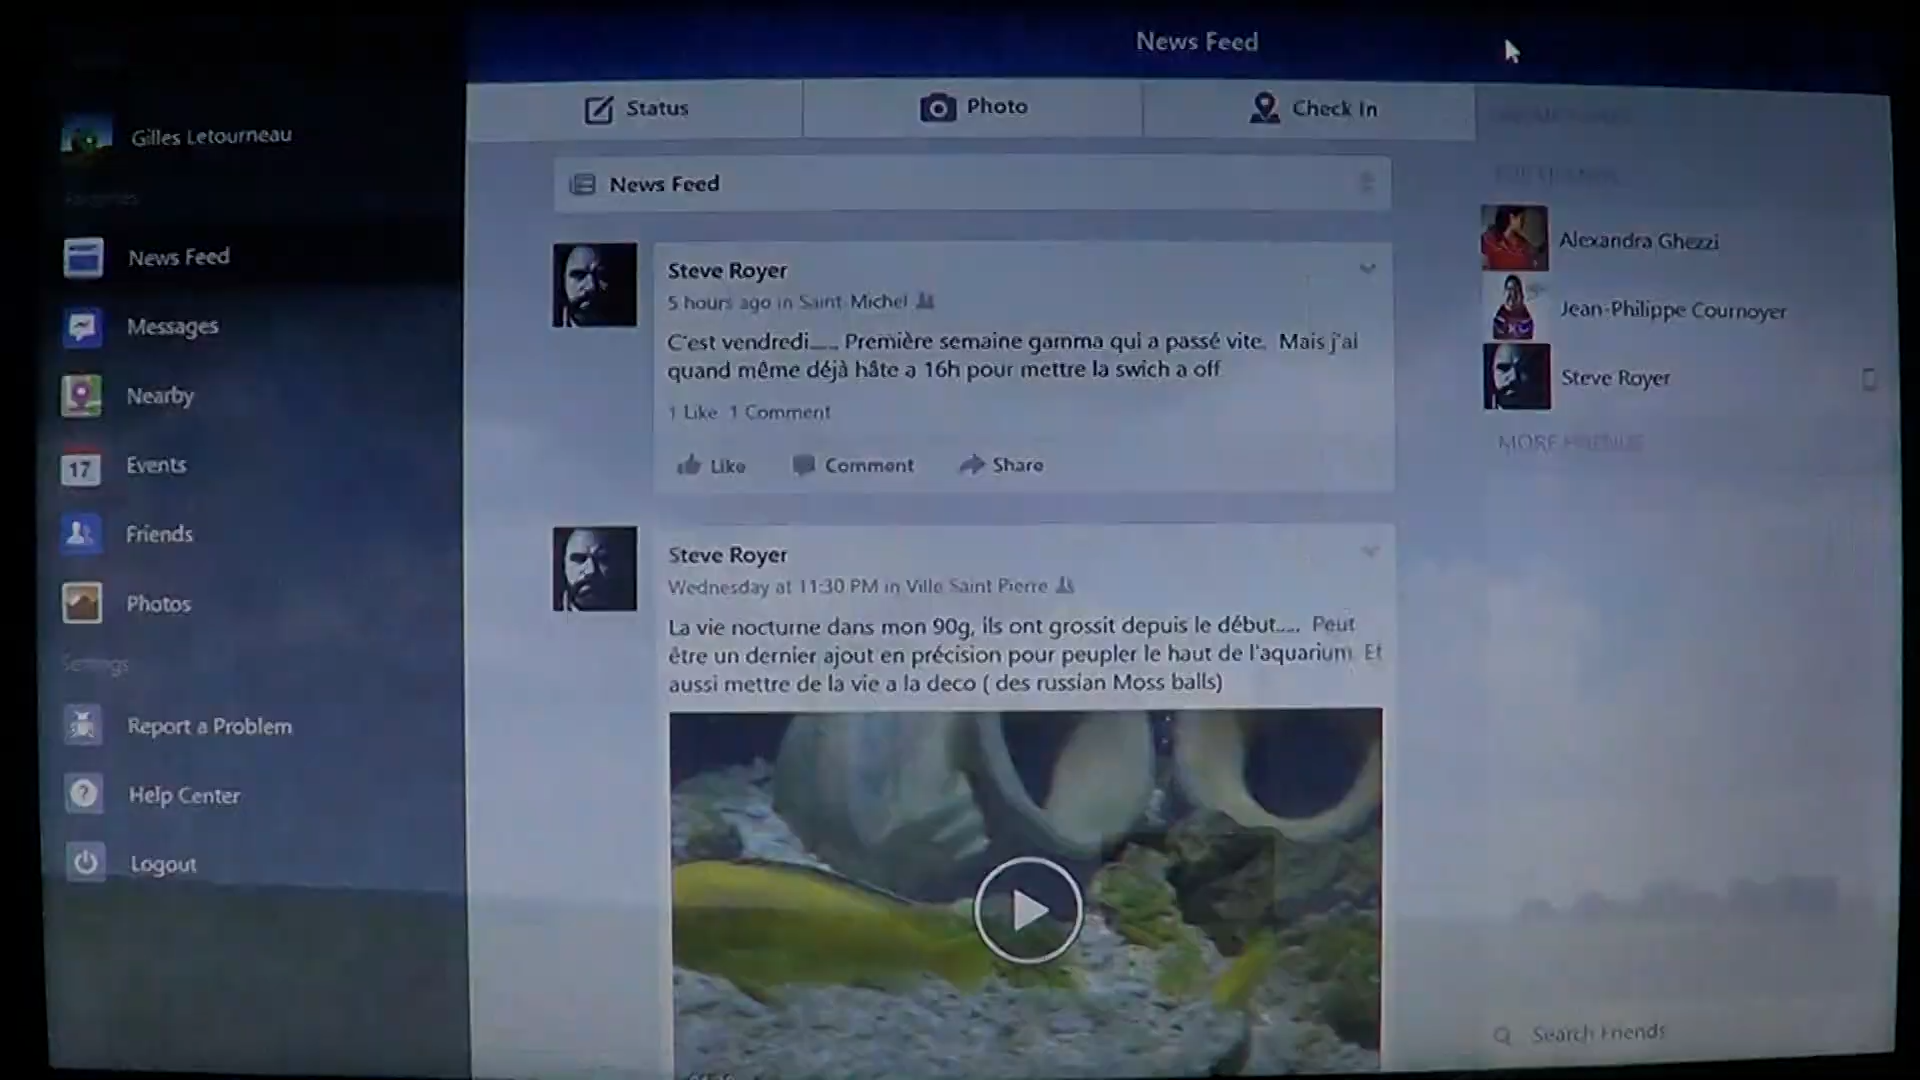 News Feed
Status
Photo
Check In
Gilles Letourneau
Favorites
News Feed
Messages
Nearby
17
Events
Friends
Photos
Settings
Report a Problem
Help Center
Logout
News Feed
Steve Royer
5 hours ago in Saint-Michel
C'est vendredi..... Première semaine gamma qui a passé vite. Mais j'ai
quand même déjà hâte a 16h pour mettre la swich a off
1 Like 1 Comment
Like
Comment
Share
Steve Royer
Wednesday at 11:30 PM in Ville Saint Pierre
La vie nocturne dans mon 90g, ils ont grossit depuis le début..... Peut
être un dernier ajout en précision pour peupler le haut de l'aquarium. Et
aussi mettre de la vie a la deco ( des russian Moss balls)
Alexandra Ghezzi
Jean-Philippe Cournoyer
Steve Royer
MORE FRIENDS
Search Friends